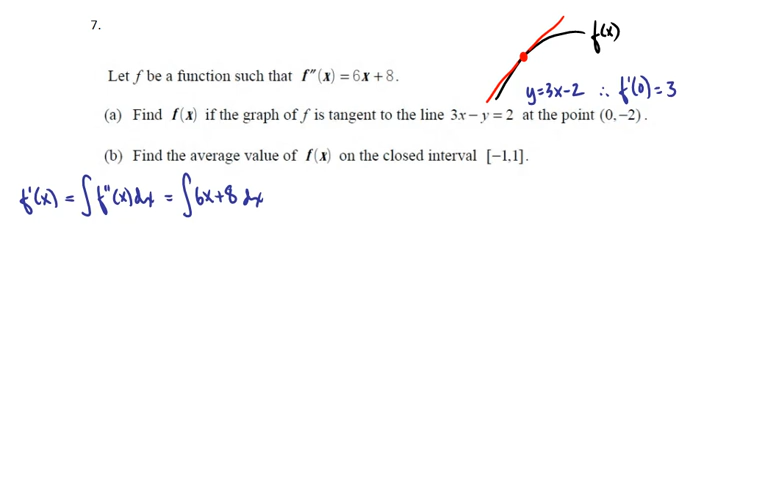 7.
f(x)
Let f be a function such that f″(x) = 6x + 8.
y=3x-2 ∴ f'(0) = 3
(a) Find f(x) if the graph of f is tangent to the line 3x − y = 2 at the point (0, −2).
(b) Find the average value of f(x) on the closed interval [−1,1].
f'(x) = ∫f"(x)dx = ∫6x+8 dx